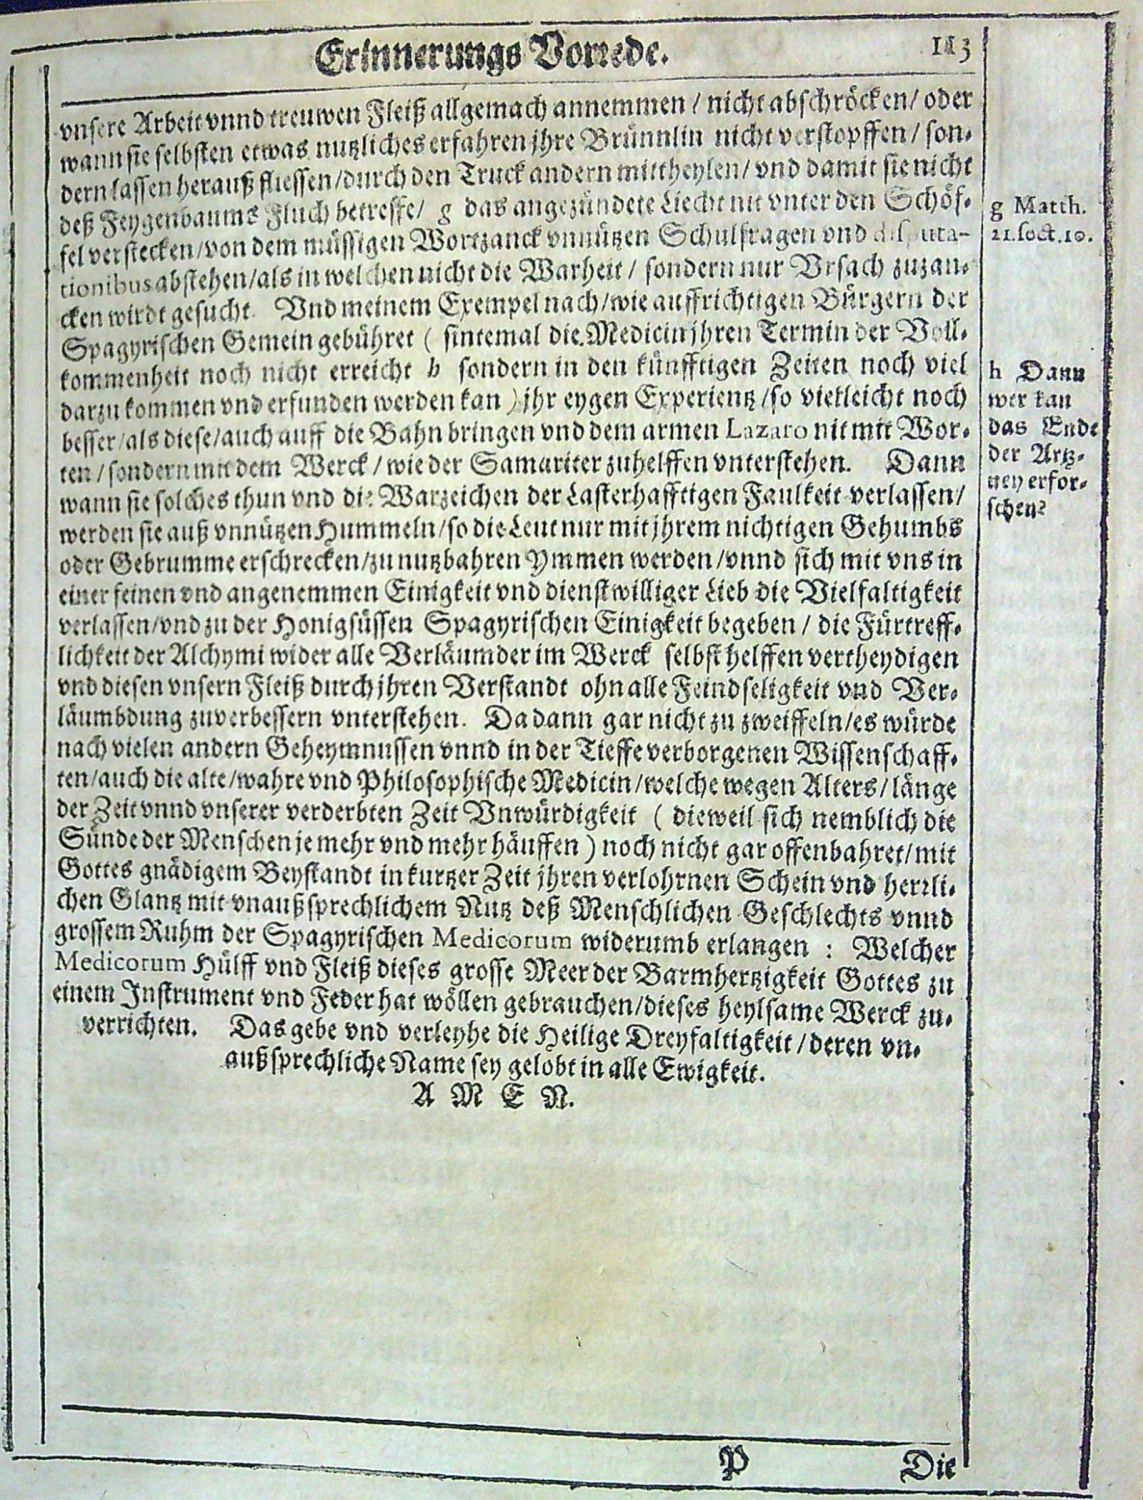 Erinnerungs Vorrede. 113
vnsere Arbeit vnnd treuwen Fleiß allgemach annemmen / nicht abschröcken / oder
wann sie selbsten etwas nutzliches erfahren jhre Brünnlin nicht verstopffen / son-
dern lassen herauß fliessen / durch den Truck andern mittheylen / vnd damit sie nicht
deß Feygenbaums Fluch betreffe / g das angezündete Liecht nit vnter den Schöf-
g Matth.
fel verstecken / von dem müssigen Wortzanck vnnützen Schulfragen vnd disputa-
21.
tionibus abstehen / als in welchen nicht die Warheit / sondern nur Vrsach zuzan-
cken wirdt gesucht. Vnd meinem Exempel nach / wie auffrichtigen Bürgern der
Spagyrischen Gemein gebühret ( sintemal die Medicin jhren Termin der Voll-
kommenheit noch nicht erreicht h sondern in den künfftigen Zeiten noch viel
h Dann
darzu kommen vnd erfunden werden kan ) jhr eygen Experientz / so vielleicht noch
wer kan
besser / als diese / auch auff die Bahn bringen vnd dem armen Lazaro nit mit Wor-
das Ende
ten / sondern mit dem Werck / wie der Samariter zuhelffen vnterstehen. Dann
der Artz-
wann sie solches thun vnd die Warzeichen der Lasterhafftigen Faulkeit verlassen /
ney erfor-
werden sie auß vnnützen Hummeln / so die Leut nur mit jhrem nichtigen Gehumbs
schen?
oder Gebrumme erschrecken / zu nutzbahren Ymmen werden / vnnd sich mit vns in
einer feinen vnd angenemmen Einigkeit vnd dienstwilliger Lieb die Vielfaltigkeit
verlassen / vnd zu der Honigsüssen Spagyrischen Einigkeit begeben / die Fürtreff-
lichkeit der Alchymi wider alle Verläumder im Werck selbst helffen vertheydigen
vnd diesen vnsern Fleiß durch jhren Verstandt ohn alle Feindseligkeit vnd Ver-
läumbdung zuverbessern vnterstehen. Da dann gar nicht zu zweiffeln / es würde
nach vielen andern Geheymnussen vnnd in der Tieffe verborgenen Wissenschaff-
ten / auch die alte / wahre vnd Philosophische Medicin / welche wegen Alters / länge
der Zeit vnnd vnserer verderbten Zeit Vnwürdigkeit ( dieweil sich nemblich die
Sünde der Menschen je mehr vnd mehr häuffen ) noch nicht gar offenbahret / mit
Gottes gnädigem Beystandt in kurtzer Zeit jhren verlohrnen Schein vnd herrli-
chen Glantz mit vnaußsprechlichem Nutz deß Menschlichen Geschlechts vnnd
grossem Ruhm der Spagyrischen Medicorum widerumb erlangen : Welcher
Medicorum Hülff vnd Fleiß dieses grosse Meer der Barmhertzigkeit Gottes zu
einem Instrument vnd Feder hat wöllen gebrauchen / dieses heylsame Werck zu-
verrichten. Das gebe vnd verleyhe die Heilige Dreyfaltigkeit / deren vn-
außsprechliche Name sey gelobt in alle Ewigkeit.
A M E N.
P Die